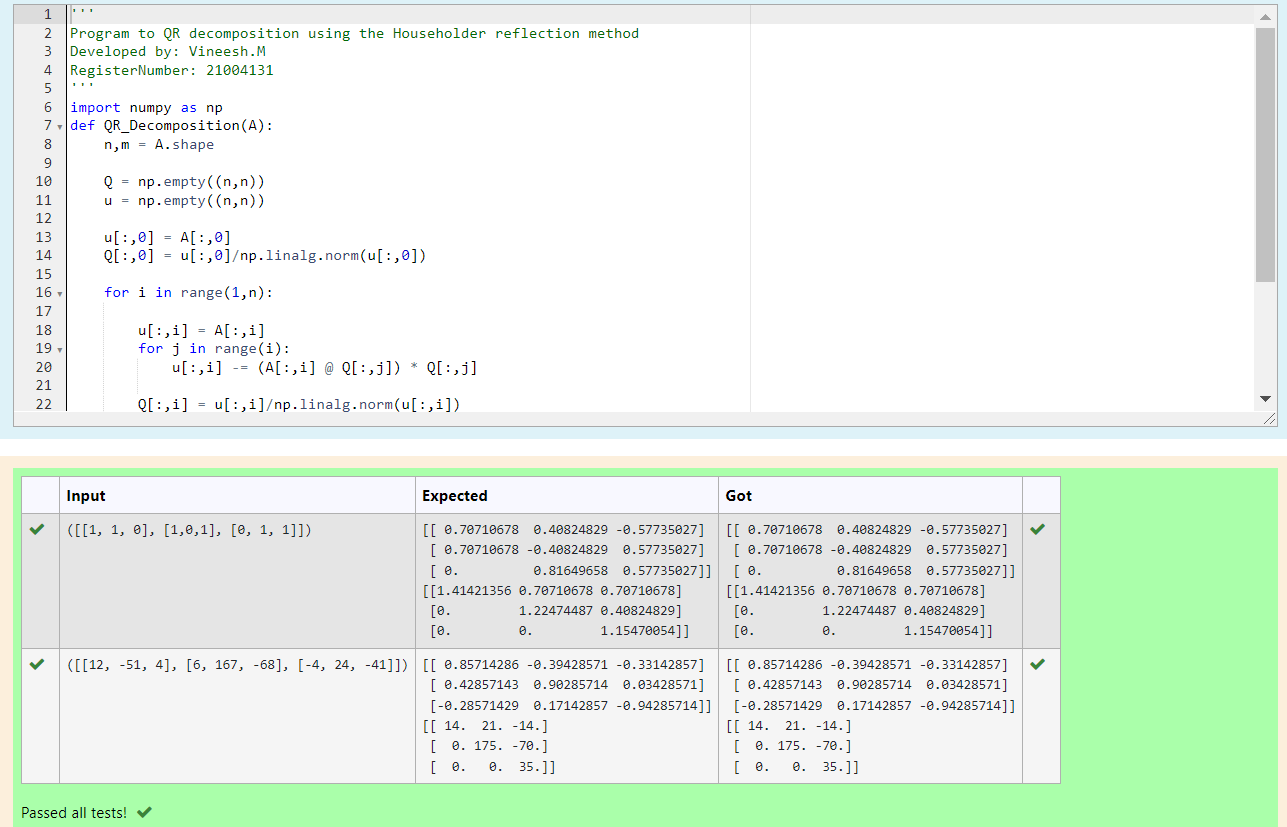 1 '''
2 Program to QR decomposition using the Householder reflection method
3 Developed by: Vineesh.M
4 RegisterNumber: 21004131
5 '''
6 import numpy as np
7 def QR_Decomposition(A):
8     n,m = A.shape
9
10     Q = np.empty((n,n))
11     u = np.empty((n,n))
12
13     u[:,0] = A[:,0]
14     Q[:,0] = u[:,0]/np.linalg.norm(u[:,0])
15
16     for i in range(1,n):
17
18         u[:,i] = A[:,i]
19         for j in range(i):
20             u[:,i] -= (A[:,i] @ Q[:,j]) * Q[:,j]
21
22         Q[:,i] = u[:,i]/np.linalg.norm(u[:,i])
Input Expected Got
([[1, 1, 0], [1,0,1], [0, 1, 1]]) [[ 0.70710678  0.40824829 -0.57735027] [[ 0.70710678  0.40824829 -0.57735027]
[ 0.70710678 -0.40824829  0.57735027] [ 0.70710678 -0.40824829  0.57735027]
[ 0.          0.81649658  0.57735027]] [ 0.          0.81649658  0.57735027]]
[[1.41421356 0.70710678 0.70710678] [[1.41421356 0.70710678 0.70710678]
[0.         1.22474487 0.40824829] [0.         1.22474487 0.40824829]
[0.         0.         1.15470054]] [0.         0.         1.15470054]]
([[12, -51, 4], [6, 167, -68], [-4, 24, -41]]) [[ 0.85714286 -0.39428571 -0.33142857] [[ 0.85714286 -0.39428571 -0.33142857]
[ 0.42857143  0.90285714  0.03428571] [ 0.42857143  0.90285714  0.03428571]
[-0.28571429  0.17142857 -0.94285714]] [-0.28571429  0.17142857 -0.94285714]]
[[ 14.  21. -14.] [[ 14.  21. -14.]
[  0. 175. -70.] [  0. 175. -70.]
[  0.   0.  35.]] [  0.   0.  35.]]
Passed all tests!